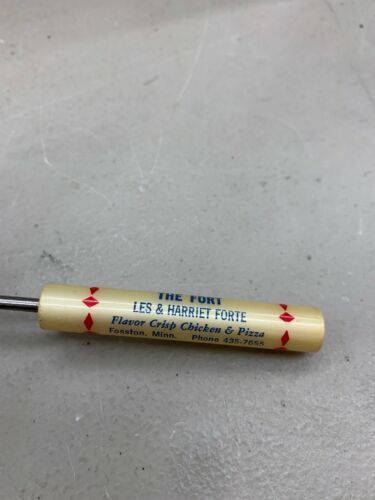 THE FORT
LES & HARRIET FORTE
Flavor Crisp Chicken & Pizza
Fosston, Minn. Phone 435-7655